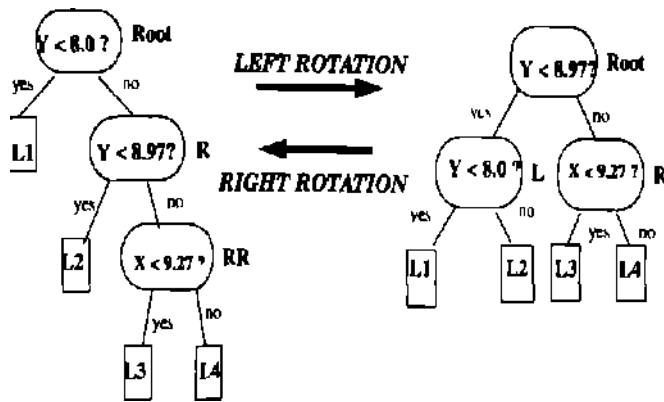 Y < 8.0 ? Root
yes no
L1
Y < 8.97? R
yes no
L2
X < 9.27 ? RR
yes no
L3 L4
LEFT ROTATION
RIGHT ROTATION
Y < 8.97? Root
yes no
Y < 8.0 ? L
X < 9.27 ? R
yes no yes no
L1 L2 L3 L4